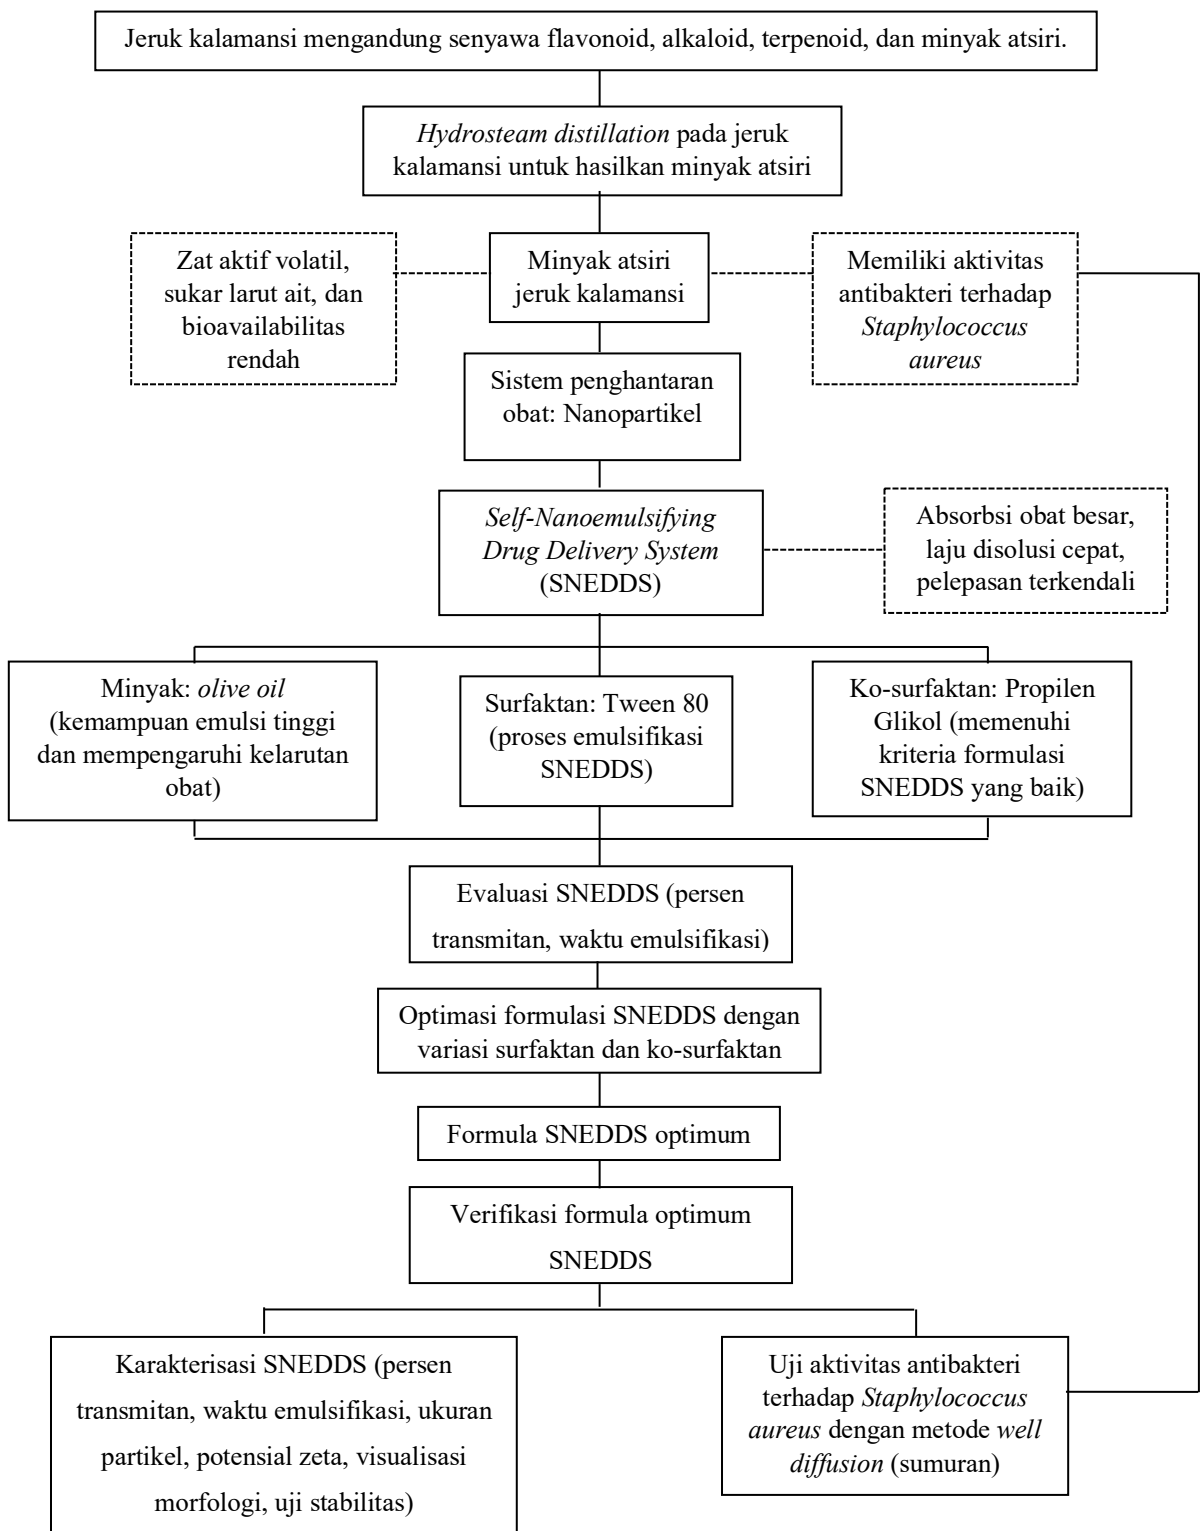 Jeruk kalamansi mengandung senyawa flavonoid, alkaloid, terpenoid, dan minyak atsiri.
Hydrosteam distillation pada jeruk
kalamansi untuk hasilkan minyak atsiri
Zat aktif volatil,
sukar larut ait, dan
bioavailabilitas
rendah
Minyak atsiri
jeruk kalamansi
Memiliki aktivitas
antibakteri terhadap
Staphylococcus
aureus
Sistem penghantaran
obat: Nanopartikel
Self-Nanoemulsifying
Drug Delivery System
(SNEDDS)
Absorbsi obat besar,
laju disolusi cepat,
pelepasan terkendali
Minyak: olive oil
(kemampuan emulsi tinggi
dan mempengaruhi kelarutan
obat)
Surfaktan: Tween 80
(proses emulsifikasi
SNEDDS)
Ko-surfaktan: Propilen
Glikol (memenuhi
kriteria formulasi
SNEDDS yang baik)
Evaluasi SNEDDS (persen
transmitan, waktu emulsifikasi)
Optimasi formulasi SNEDDS dengan
variasi surfaktan dan ko-surfaktan
Formula SNEDDS optimum
Verifikasi formula optimum
SNEDDS
Karakterisasi SNEDDS (persen
transmitan, waktu emulsifikasi, ukuran
partikel, potensial zeta, visualisasi
morfologi, uji stabilitas)
Uji aktivitas antibakteri
terhadap Staphylococcus
aureus dengan metode well
diffusion (sumuran)